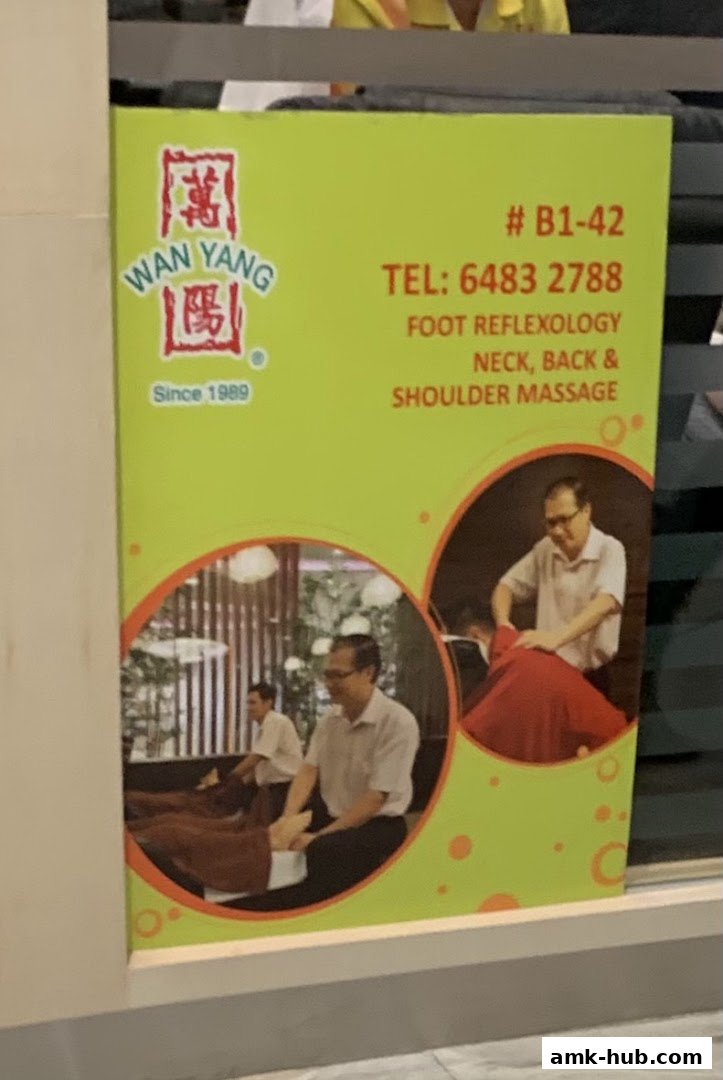 萬
WAN YANG
陽
®
Since 1989
# B1-42
TEL: 6483 2788
FOOT REFLEXOLOGY
NECK, BACK &
SHOULDER MASSAGE
amk-hub.com